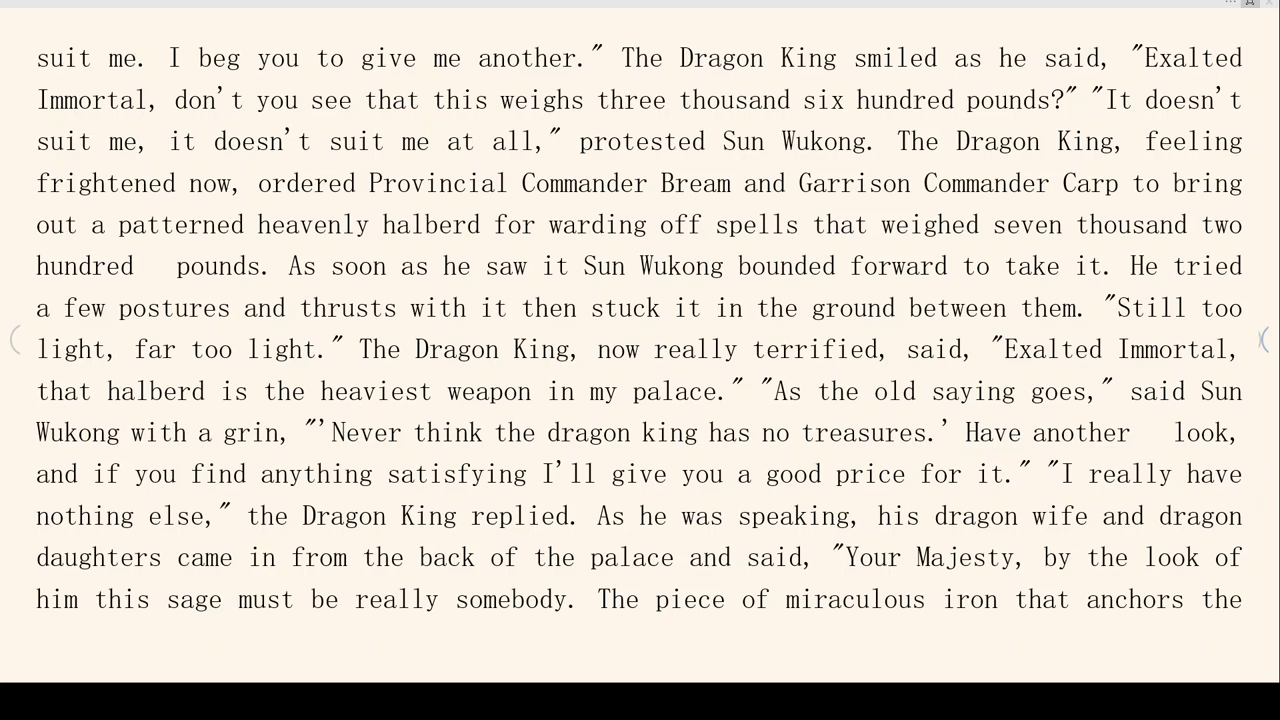 suit me. I beg you to give me another." The Dragon King smiled as he said, "Exalted
Immortal, don't you see that this weighs three thousand six hundred pounds?" "It doesn't
suit me, it doesn't suit me at all," protested Sun Wukong. The Dragon King, feeling
frightened now, ordered Provincial Commander Bream and Garrison Commander Carp to bring
out a patterned heavenly halberd for warding off spells that weighed seven thousand two
hundred pounds. As soon as he saw it Sun Wukong bounded forward to take it. He tried
a few postures and thrusts with it then stuck it in the ground between them. "Still too
light, far too light." The Dragon King, now really terrified, said, "Exalted Immortal,
that halberd is the heaviest weapon in my palace." "As the old saying goes," said Sun
Wukong with a grin, "'Never think the dragon king has no treasures.' Have another look,
and if you find anything satisfying I'll give you a good price for it." "I really have
nothing else," the Dragon King replied. As he was speaking, his dragon wife and dragon
daughters came in from the back of the palace and said, "Your Majesty, by the look of
him this sage must be really somebody. The piece of miraculous iron that anchors the